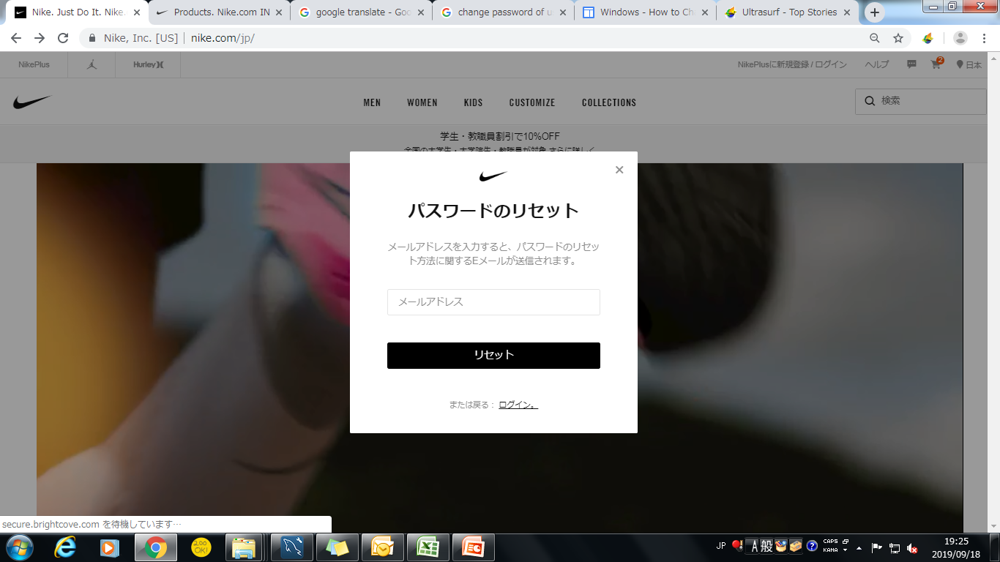 Nike. Just Do It. Nike.
Products. Nike.com IN
google translate - Goo
change password of u
Windows - How to Ch
Ultrasurf - Top Stories
Nike, Inc. [US] | nike.com/jp/
NikePlus
Hurley
NikePlusに新規登録 / ログイン
ヘルプ
2
日本
MEN
WOMEN
KIDS
CUSTOMIZE
COLLECTIONS
検索
学生・教職員割引で10%OFF
全国の大学生・大学院生・教職員が対象 さらに詳しく
パスワードのリセット
メールアドレスを入力すると、パスワードのリセッ
ト方法に関するEメールが送信されます。
メールアドレス
リセット
または戻る： ログイン。
secure.brightcove.com を待機しています…
2.00
OK!
JP
A 般
CAPS
KANA
19:25
2019/09/18